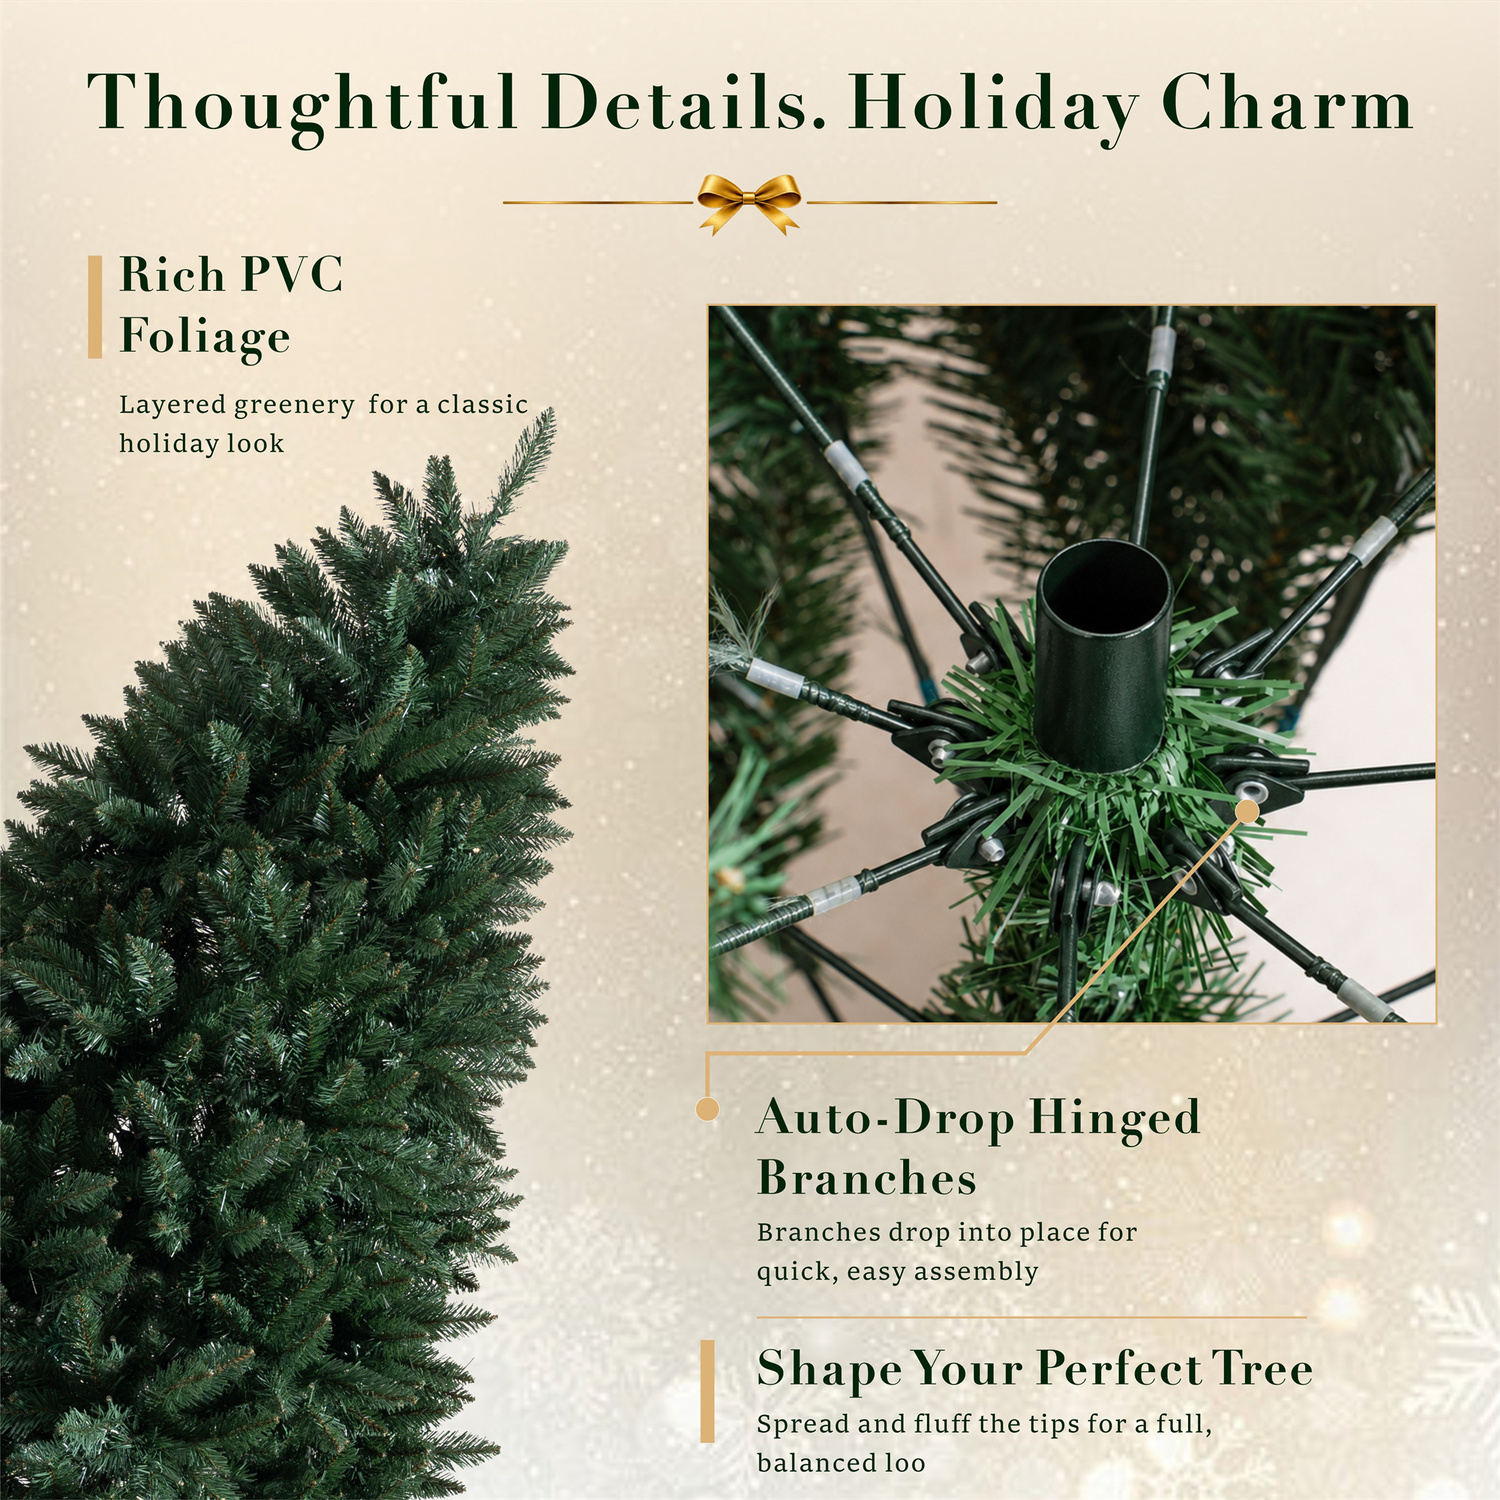 Thoughtful Details. Holiday Charm
Rich PVC
Foliage
Layered greenery for a classic
holiday look
Auto-Drop Hinged
Branches
Branches drop into place for
quick, easy assembly
Shape Your Perfect Tree
Spread and fluff the tips for a full,
balanced loo